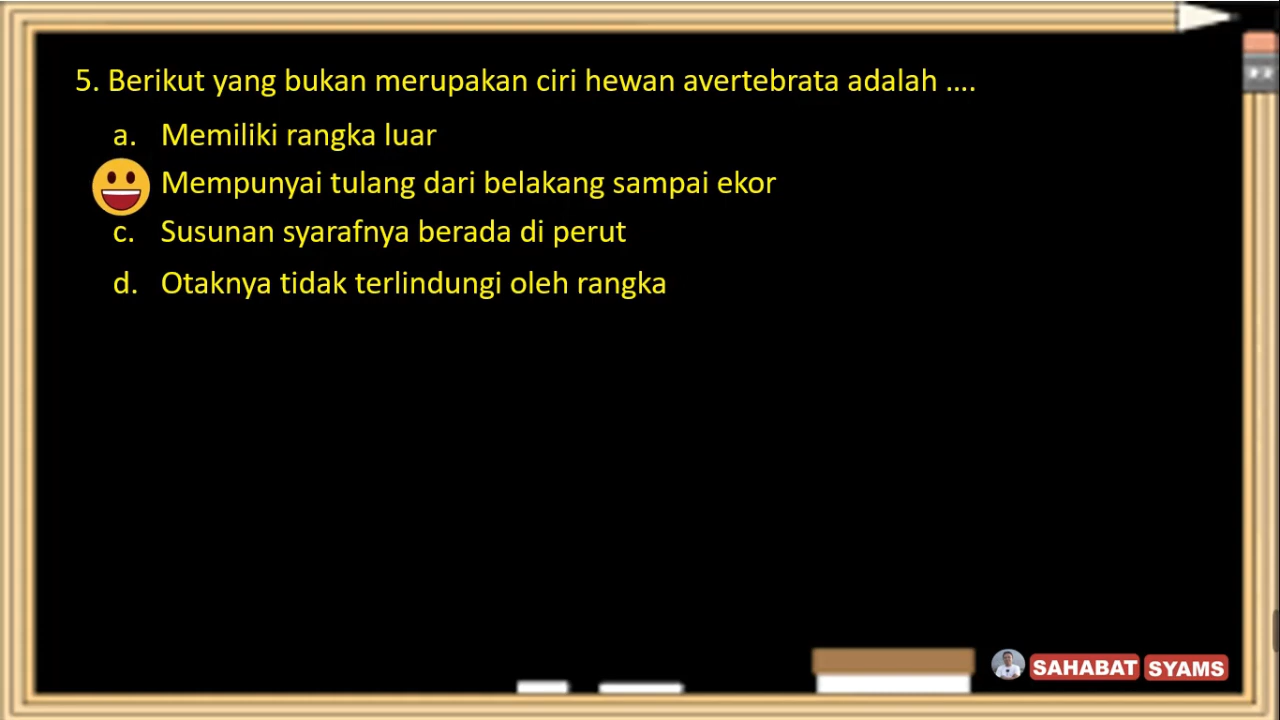 5. Berikut yang bukan merupakan ciri hewan avertebrata adalah ....
a. Memiliki rangka luar
Mempunyai tulang dari belakang sampai ekor
c. Susunan syarafnya berada di perut
d. Otaknya tidak terlindungi oleh rangka
SAHABAT SYAMS